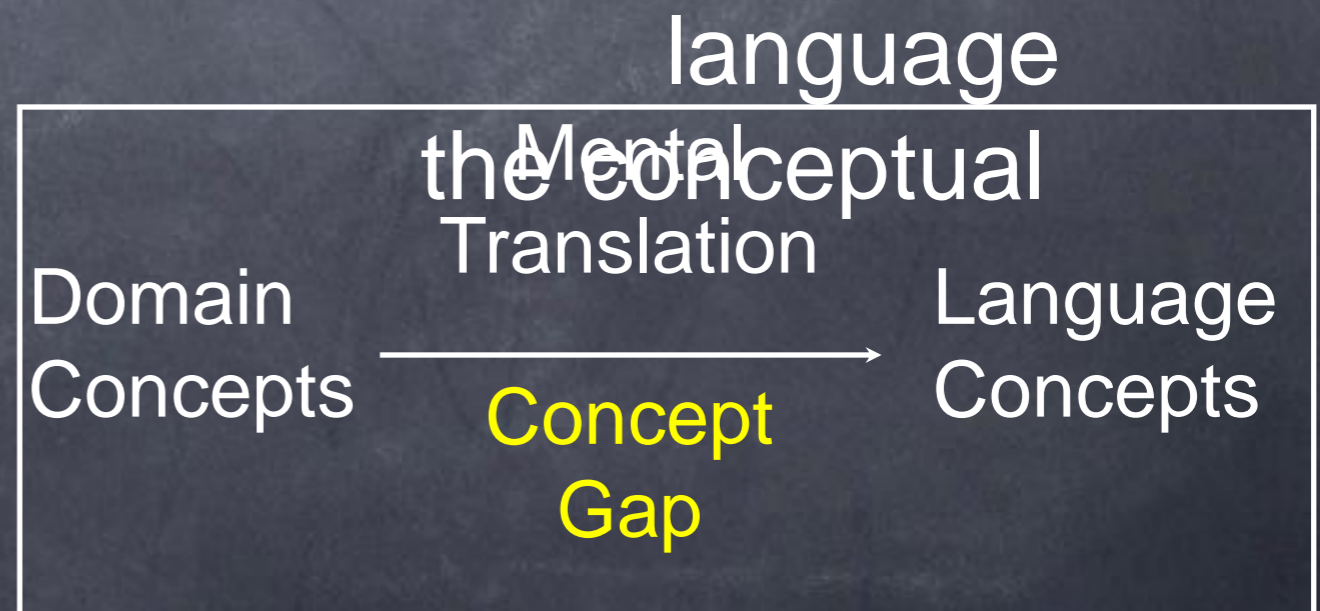 language
the conceptual
Mental
Translation
Domain
Concepts
Concept
Gap
Language
Concepts